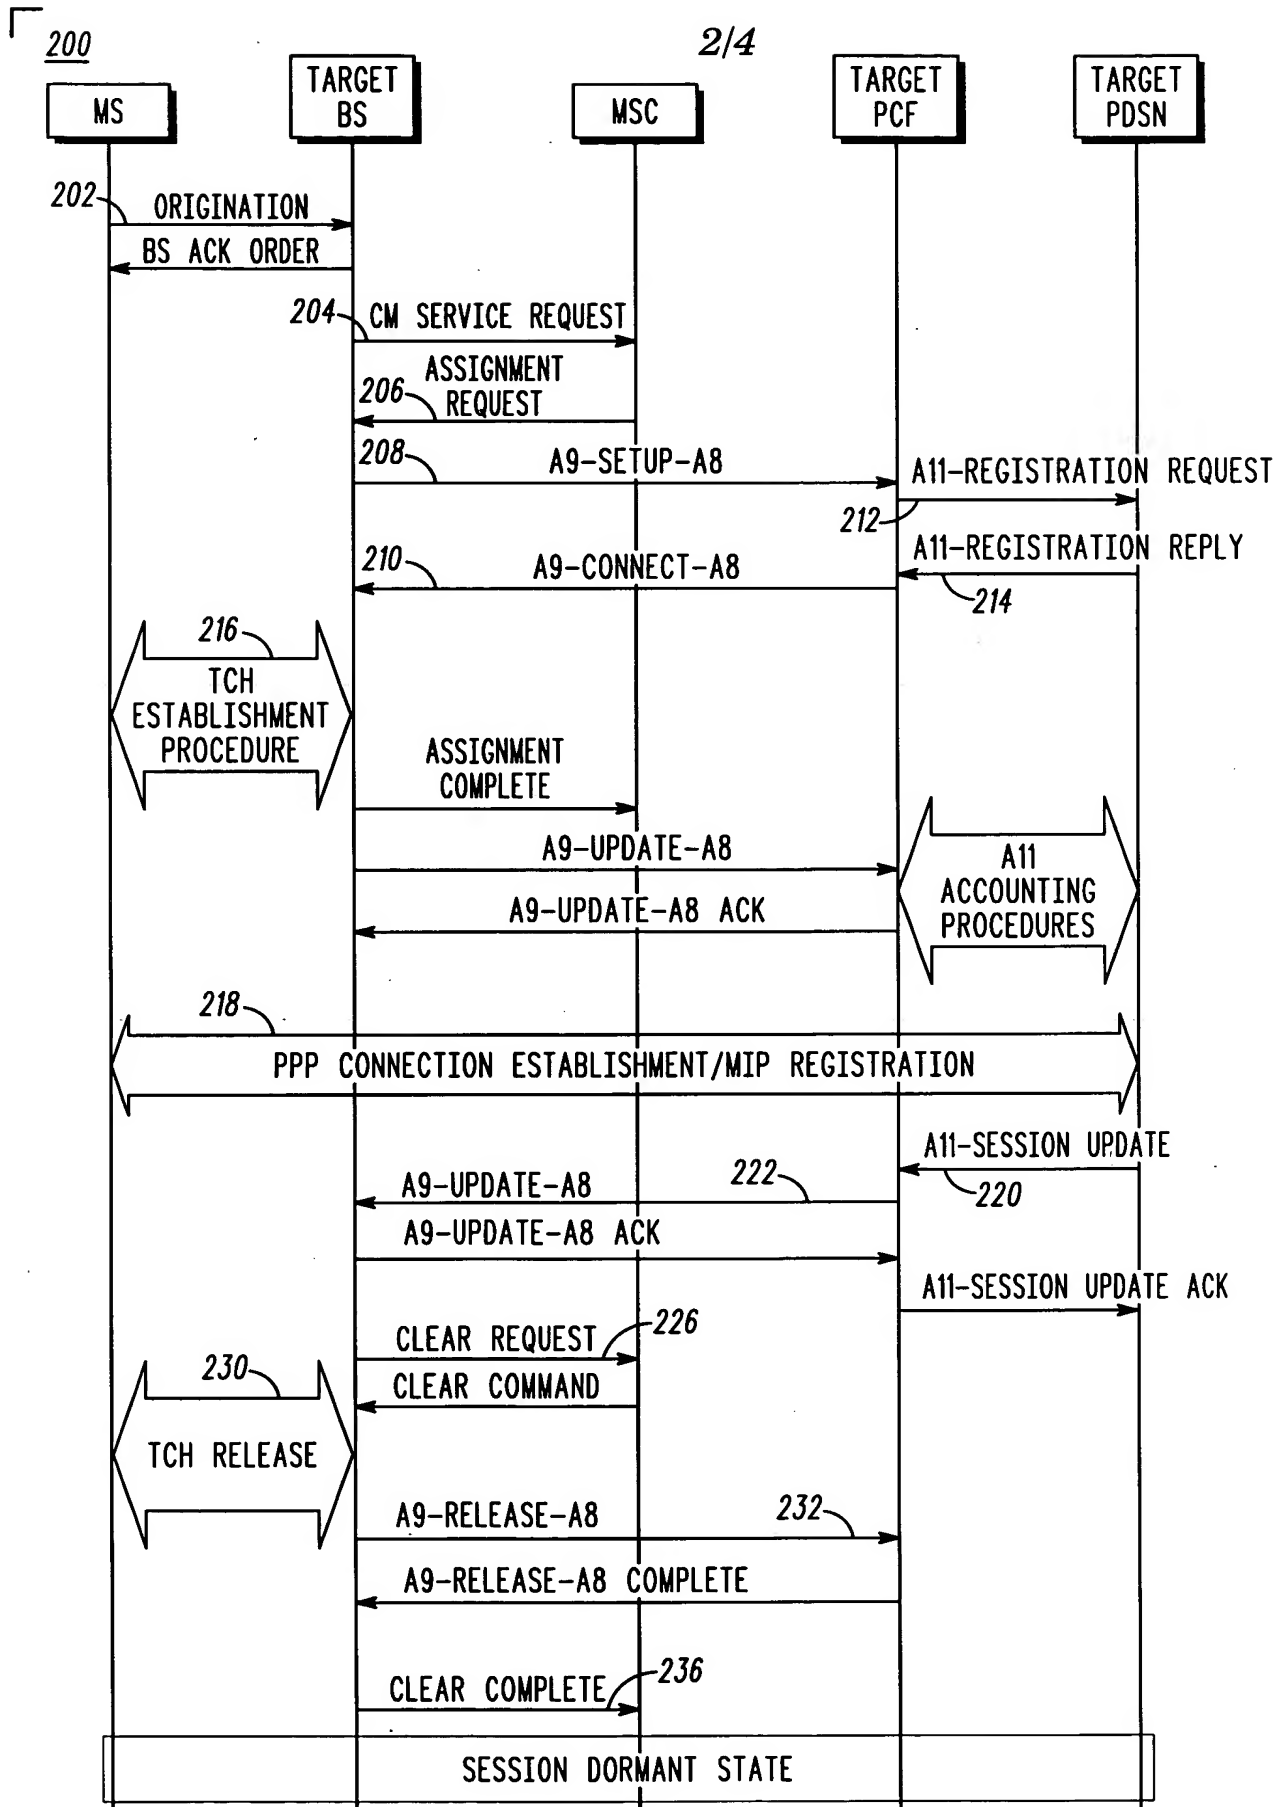 200
2/4
MS
TARGET
BS
MSC
TARGET
PCF
TARGET
PDSN
202
ORIGINATION
BS ACK ORDER
204
CM SERVICE REQUEST
ASSIGNMENT
REQUEST
206
208
A9-SETUP-A8
A11-REGISTRATION REQUEST
212
A11-REGISTRATION REPLY
210
A9-CONNECT-A8
214
216
TCH
ESTABLISHMENT
PROCEDURE
ASSIGNMENT
COMPLETE
A9-UPDATE-A8
A11
ACCOUNTING
PROCEDURES
A9-UPDATE-A8 ACK
218
PPP CONNECTION ESTABLISHMENT/MIP REGISTRATION
A11-SESSION UPDATE
220
A9-UPDATE-A8
222
A9-UPDATE-A8 ACK
A11-SESSION UPDATE ACK
CLEAR REQUEST
226
CLEAR COMMAND
230
TCH RELEASE
A9-RELEASE-A8
232
A9-RELEASE-A8 COMPLETE
CLEAR COMPLETE
236
SESSION DORMANT STATE